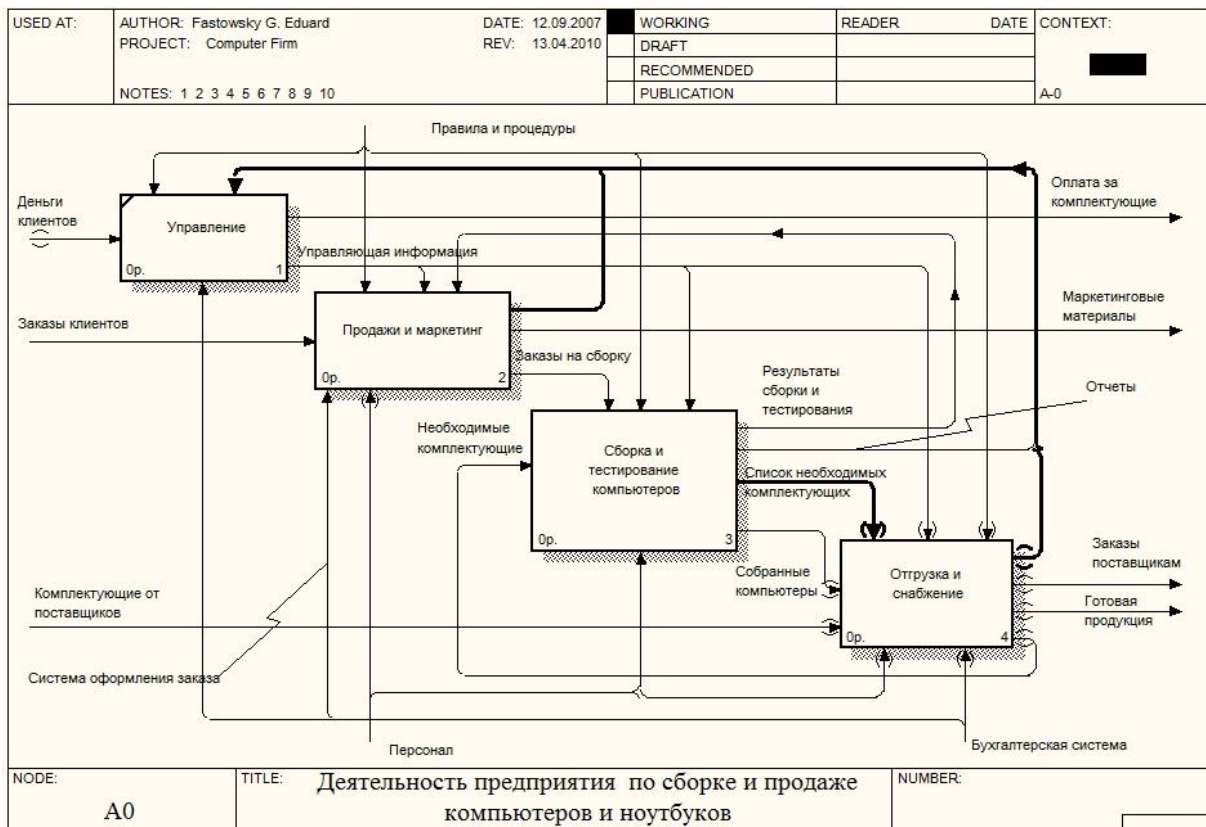 USED AT:
AUTHOR: Fastowsky G. Eduard
DATE: 12.09.2007
WORKING
READER
DATE
CONTEXT:
PROJECT: Computer Firm
REV: 13.04.2010
DRAFT
RECOMMENDED
NOTES: 1 2 3 4 5 6 7 8 9 10
PUBLICATION
A-0
Правила и процедуры
Деньги
клиентов
Управление
0р.
1
Оплата за
комплектующие
Управляющая информация
Заказы клиентов
Продажи и маркетинг
0р.
2
Маркетинговые
материалы
Заказы на сборку
Результаты
сборки и
тестирования
Отчеты
Необходимые
комплектующие
Сборка и
тестирование
компьютеров
0р.
3
Список необходимых
комплектующих
Собранные
компьютеры
Отгрузка и
снабжение
0р.
4
Заказы
поставщикам
Готовая
продукция
Комплектующие от
поставщиков
Система оформления заказа
Персонал
Бухгалтерская система
NODE:
A0
TITLE:
Деятельность предприятия по сборке и продаже
компьютеров и ноутбуков
NUMBER: